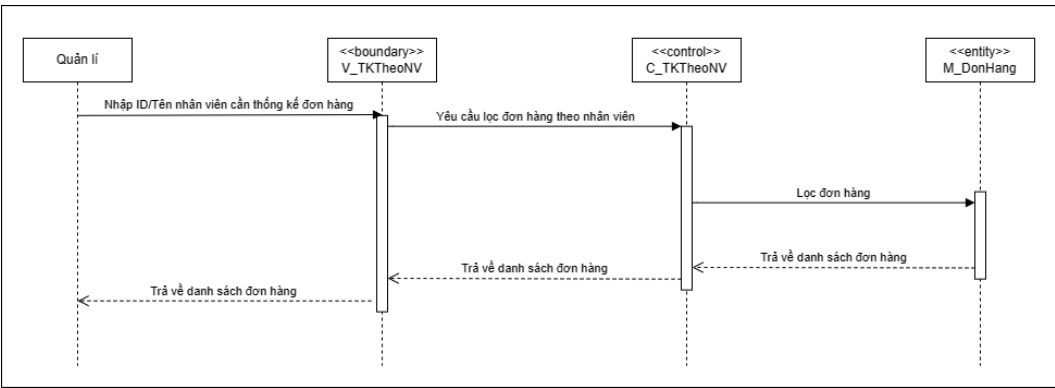 Quản lí
<<boundary>>
V_TKTheoNV
<<control>>
C_TKTheoNV
<<entity>>
M_DonHang
Nhập ID/Tên nhân viên cần thống kế đơn hàng
Yêu cầu lọc đơn hàng theo nhân viên
Lọc đơn hàng
Trả về danh sách đơn hàng
Trả về danh sách đơn hàng
Trả về danh sách đơn hàng